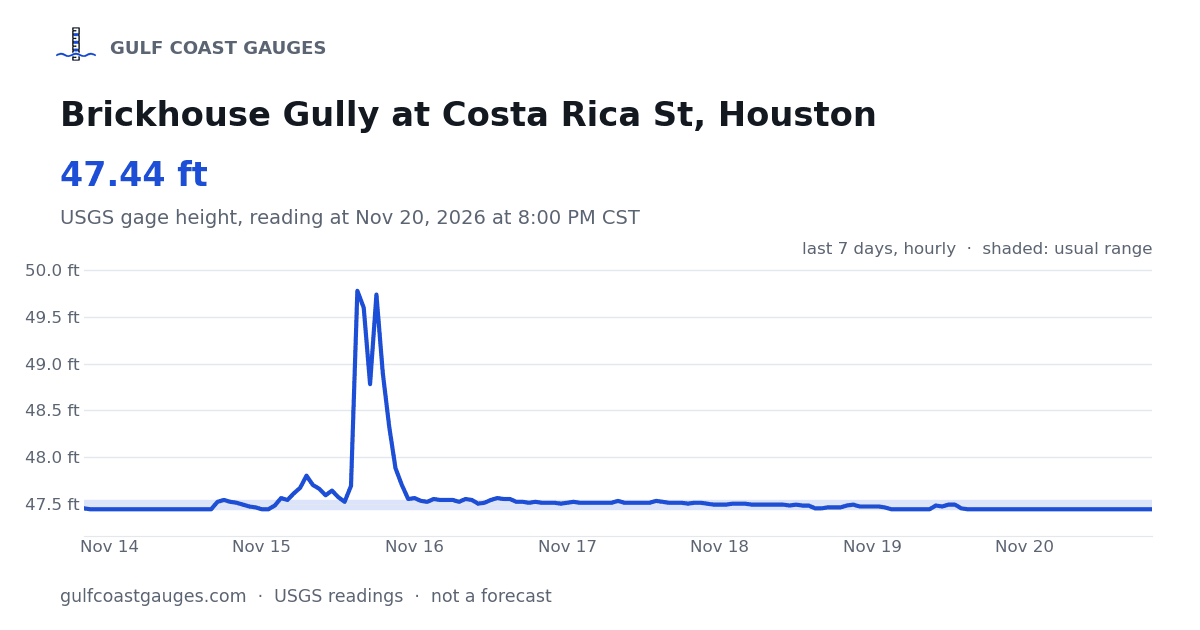 GULF COAST GAUGES
Brickhouse Gully at Costa Rica St, Houston
47.44 ft
USGS gage height, reading at Nov 20, 2026 at 8:00 PM CST
last 7 days, hourly · shaded: usual range
50.0 ft
49.5 ft
49.0 ft
48.5 ft
48.0 ft
47.5 ft
Nov 14 Nov 15 Nov 16 Nov 17 Nov 18 Nov 19 Nov 20
gulfcoastgauges.com · USGS readings · not a forecast